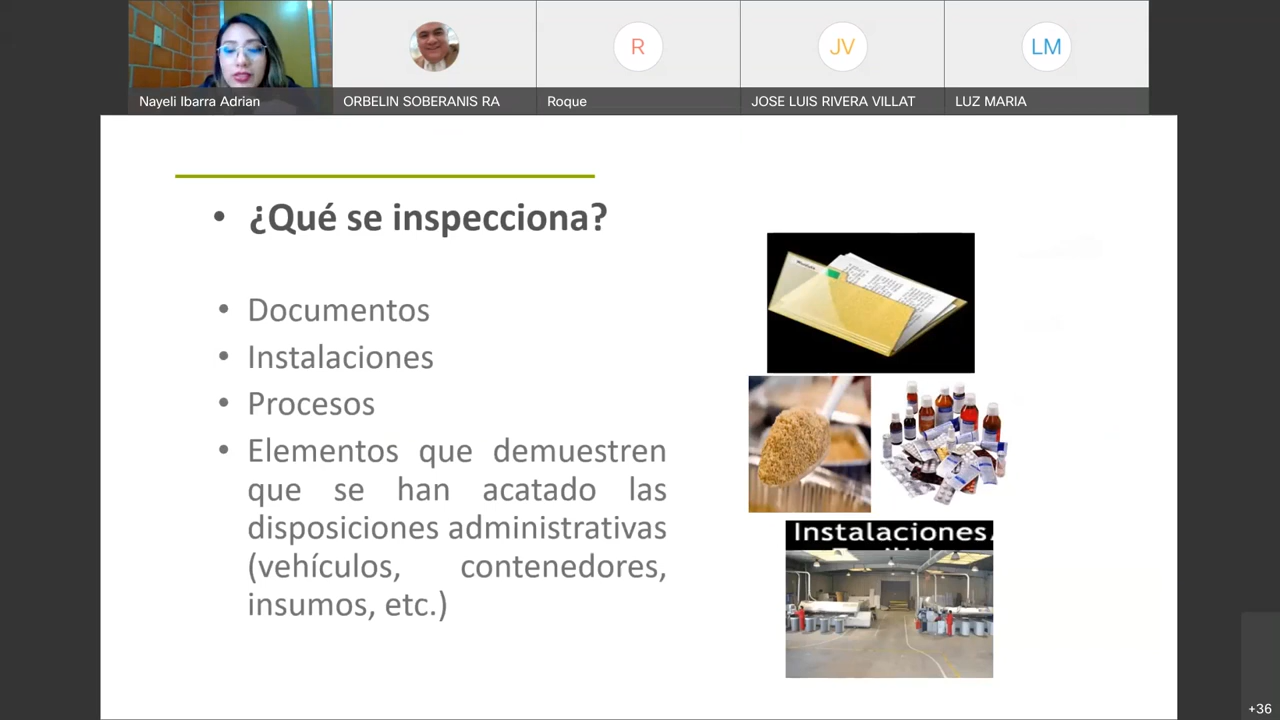 R
JV
LM
Nayeli Ibarra Adrian
ORBELIN SOBERANIS RA
Roque
JOSE LUIS RIVERA VILLAT
LUZ MARIA
• ¿Qué se inspecciona?
• Documentos
• Instalaciones
• Procesos
• Elementos que demuestren
que se han acatado las
disposiciones administrativas
(vehículos, contenedores,
insumos, etc.)
Instalaciones
+36